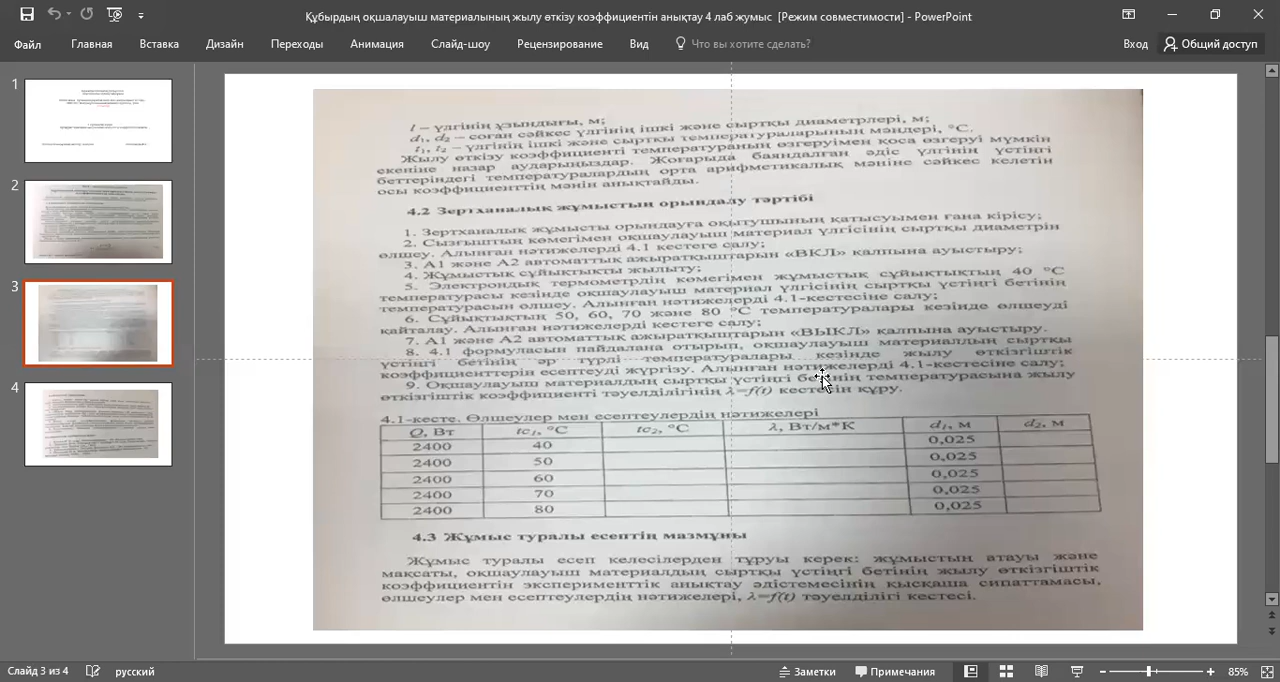 Құбырдың оқшалауыш материалының жылу өткізу коэффициентін анықтау 4 лаб жумыс [Режим совместимости] - PowerPoint
Файл Главная Вставка Дизайн Переходы Анимация Слайд-шоу Рецензирование Вид Что вы хотите сделать? Вход Общий доступ
1
2
3
4
l – үлгінің ұзындығы, м;
d₁, d₂ – соған сәйкес үлгінің ішкі және сыртқы диаметрлері, м;
t₁, t₂ – үлгінің ішкі және сыртқы температураларының мәндері, °С.
Жылу өткізу коэффициенті температураның өзгеруімен қоса өзгеруі мүмкін
екеніне назар аударыңыздар. Жоғарыда баяндалған әдіс үлгінің үстіңгі
беттеріндегі температуралардың орта арифметикалық мәніне сәйкес келетін
осы коэффициенттің мәнін анықтайды.
4.2 Зертханалық жұмыстың орындалу тәртібі
1. Зертханалық жұмысты орындауға оқытушының қатысуымен ғана кірісу;
2. Сызғыштың көмегімен оқшаулауыш материал үлгісінің сыртқы диаметрін
өлшеу. Алынған нәтижелерді 4.1 кестеге салу;
3. А1 және А2 автоматтық ажыратқыштарын «ВКЛ» қалпына ауыстыру;
4. Жұмыстық сұйықтықты жылыту;
5. Электрондық термометрдің көмегімен жұмыстық сұйықтықтың 40 °С
температурасы кезінде оқшаулауыш материал үлгісінің сыртқы үстіңгі бетінің
температурасын өлшеу. Алынған нәтижелерді 4.1-кестесіне салу;
6. Сұйықтықтың 50, 60, 70 және 80 °С температулары кезінде өлшеуді
қайталау. Алынған нәтижелерді кестеге салу;
7. А1 және А2 автоматтық ажыратқыштарын «ВЫКЛ» қалпына ауыстыру.
8. 4.1 формуласын пайдалана отырып, оқшаулауыш материалдың сыртқы
үстіңгі бетінің әр түрлі температуралары кезінде жылу өткізгіштік
коэффициенттерін есептеуді жүргізу. Алынған нәтижелерді 4.1-кестесіне салу;
9. Оқшаулауыш материалдың сыртқы үстіңгі бетінің температурасына жылу
өткізгіштік коэффициенті тәуелділігінің λ=f(t) кестесін құру.
4.1-кесте. Өлшеулер мен есептеулердің нәтижелері
Q, Вт tc₁, °С tc₂, °С λ, Вт/м*К d₁, м d₂, м
2400 40 0,025
2400 50 0,025
2400 60 0,025
2400 70 0,025
2400 80 0,025
4.3 Жұмыс туралы есептің мазмұны
Жұмыс туралы есеп келесілерден тұруы керек: жұмыстың атауы және
мақсаты, оқшаулауыш материалдың сыртқы үстіңгі бетінің жылу өткізгіштік
коэффициентін эксперименттік анықтау әдістемесінің қысқаша сипаттамасы,
өлшеулер мен есептеулердің нәтижелері, λ=f(t) тәуелділігі кестесі.
Слайд 3 из 4 русский Заметки Примечания 85%